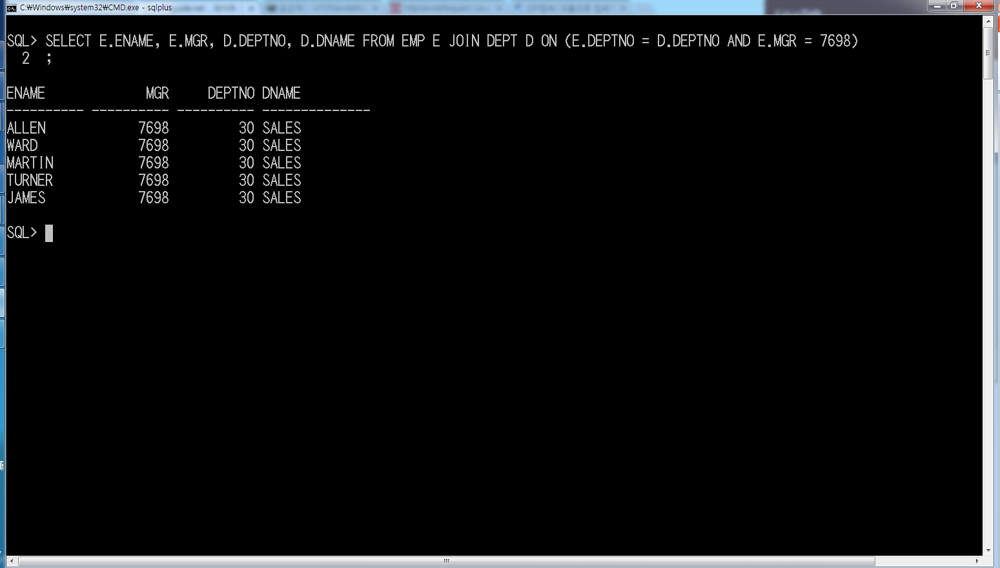 C:₩Windows₩system32₩CMD.exe - sqlplus
SQL> SELECT E.ENAME, E.MGR, D.DEPTNO, D.DNAME FROM EMP E JOIN DEPT D ON (E.DEPTNO = D.DEPTNO AND E.MGR = 7698)
  2  ;
ENAME             MGR     DEPTNO DNAME
---------- ---------- ---------- --------------
ALLEN            7698         30 SALES
WARD             7698         30 SALES
MARTIN           7698         30 SALES
TURNER           7698         30 SALES
JAMES            7698         30 SALES
SQL>